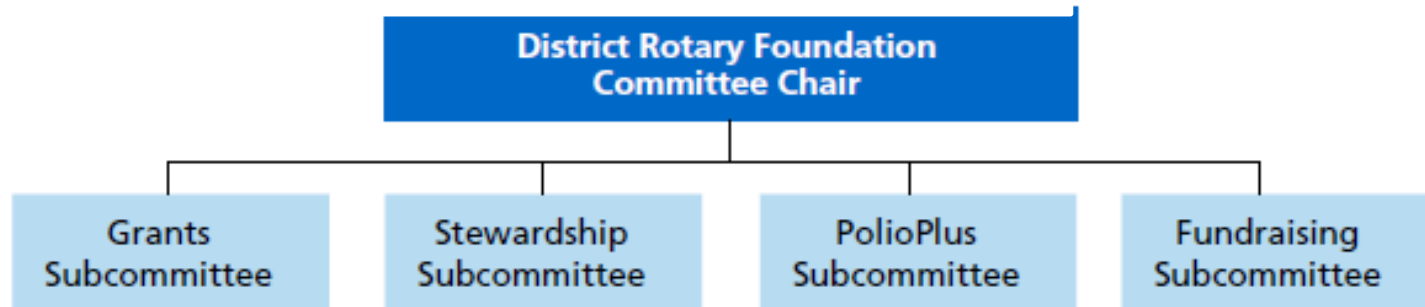 District Rotary Foundation
Committee Chair
Grants
Subcommittee
Stewardship
Subcommittee
PolioPlus
Subcommittee
Fundraising
Subcommittee